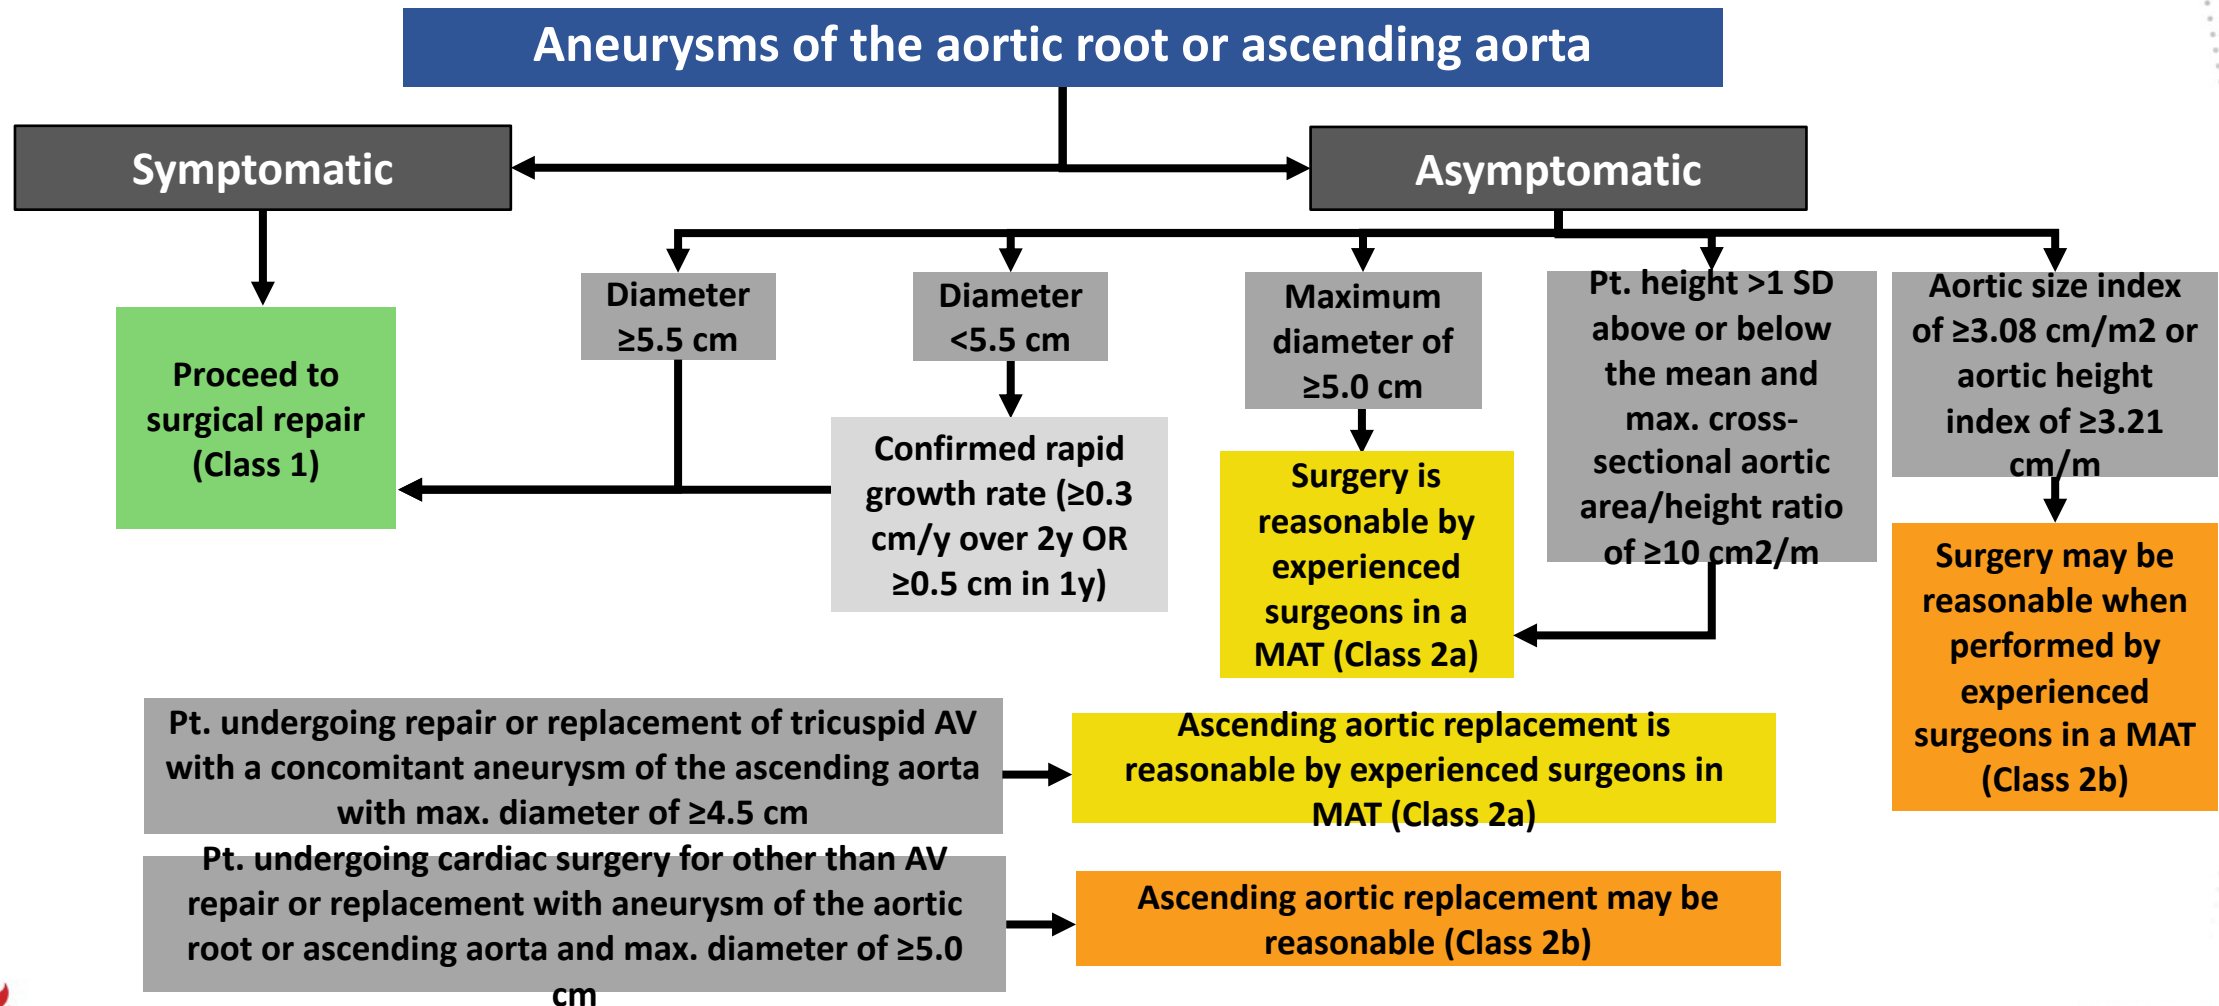 Aneurysms of the aortic root or ascending aorta
Symptomatic
Asymptomatic
Proceed to
surgical repair
(Class 1)
Diameter
≥5.5 cm
Diameter
<5.5 cm
Confirmed rapid
growth rate (≥0.3
cm/y over 2y OR
≥0.5 cm in 1y)
Maximum
diameter of
≥5.0 cm
Surgery is
reasonable by
experienced
surgeons in a
MAT (Class 2a)
Pt. height >1 SD
above or below
the mean and
max. cross-
sectional aortic
area/height ratio
of ≥10 cm2/m
Aortic size index
of ≥3.08 cm/m2 or
aortic height
index of ≥3.21
cm/m
Surgery may be
reasonable when
performed by
experienced
surgeons in a MAT
(Class 2b)
Pt. undergoing repair or replacement of tricuspid AV
with a concomitant aneurysm of the ascending aorta
with max. diameter of ≥4.5 cm
Ascending aortic replacement is
reasonable by experienced surgeons in
MAT (Class 2a)
Pt. undergoing cardiac surgery for other than AV
repair or replacement with aneurysm of the aortic
root or ascending aorta and max. diameter of ≥5.0
cm
Ascending aortic replacement may be
reasonable (Class 2b)